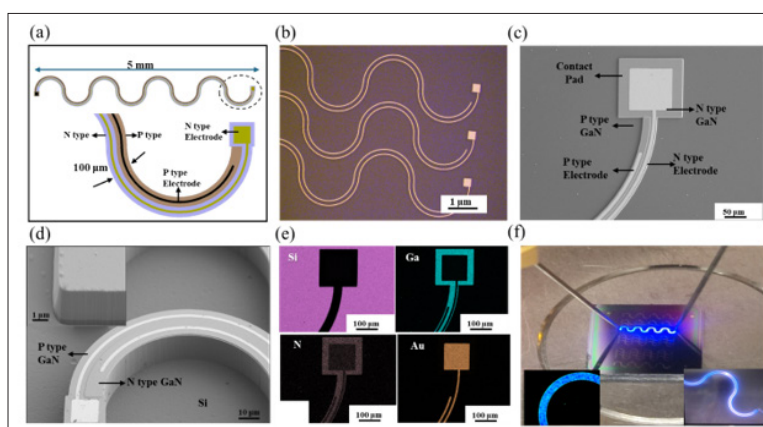 (a)
5 mm
N type
P type
N type
Electrode
100 µm
P type
Electrode
(b)
1 µm
(c)
Contact
Pad
N type
GaN
P type
GaN
P type
Electrode
N type
Electrode
50 µm
(d)
1 µm
P type
GaN
N type GaN
Si
10 µm
(e)
Si
100 µm
Ga
100 µm
N
100 µm
Au
100 µm
(f)